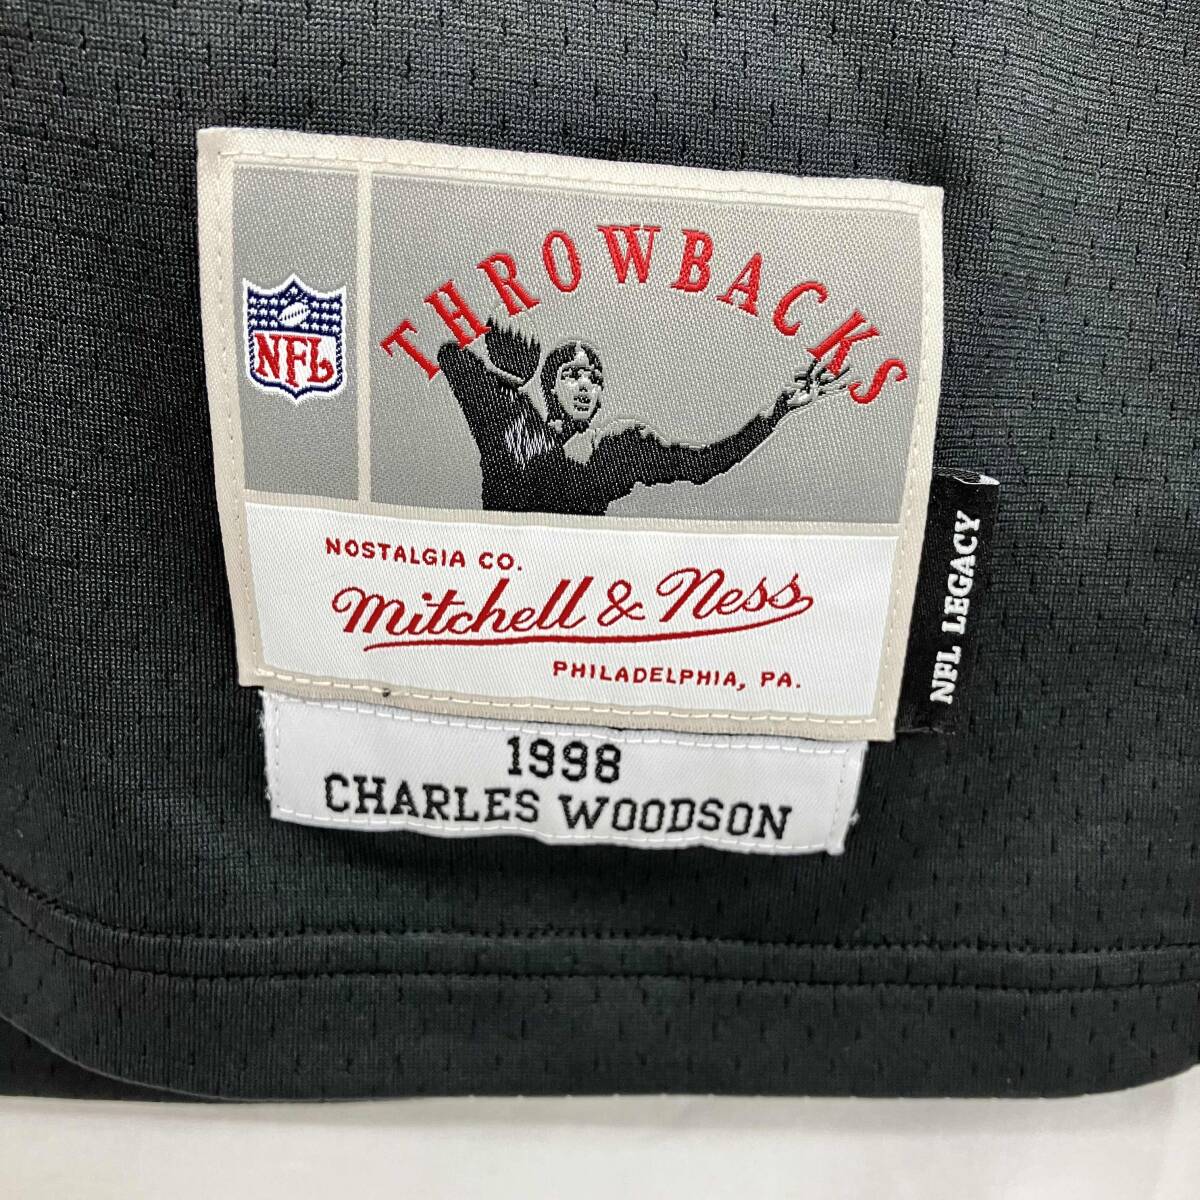 THROWBACKS
NFL
NOSTALGIA CO.
Mitchell & Ness
PHILADELPHIA, PA.
NFL LEGACY
1998
CHARLES WOODSON